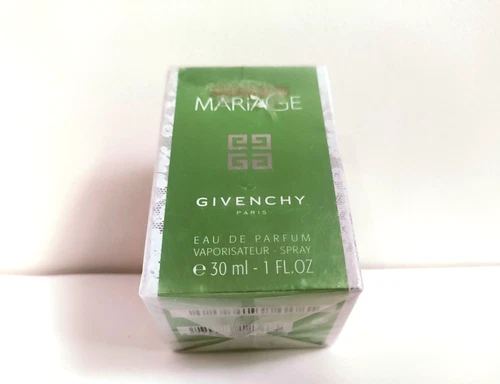 MARIAGE
GIVENCHY
PARIS
EAU DE PARFUM
VAPORISATEUR - SPRAY
e 30 ml - 1 FL.OZ